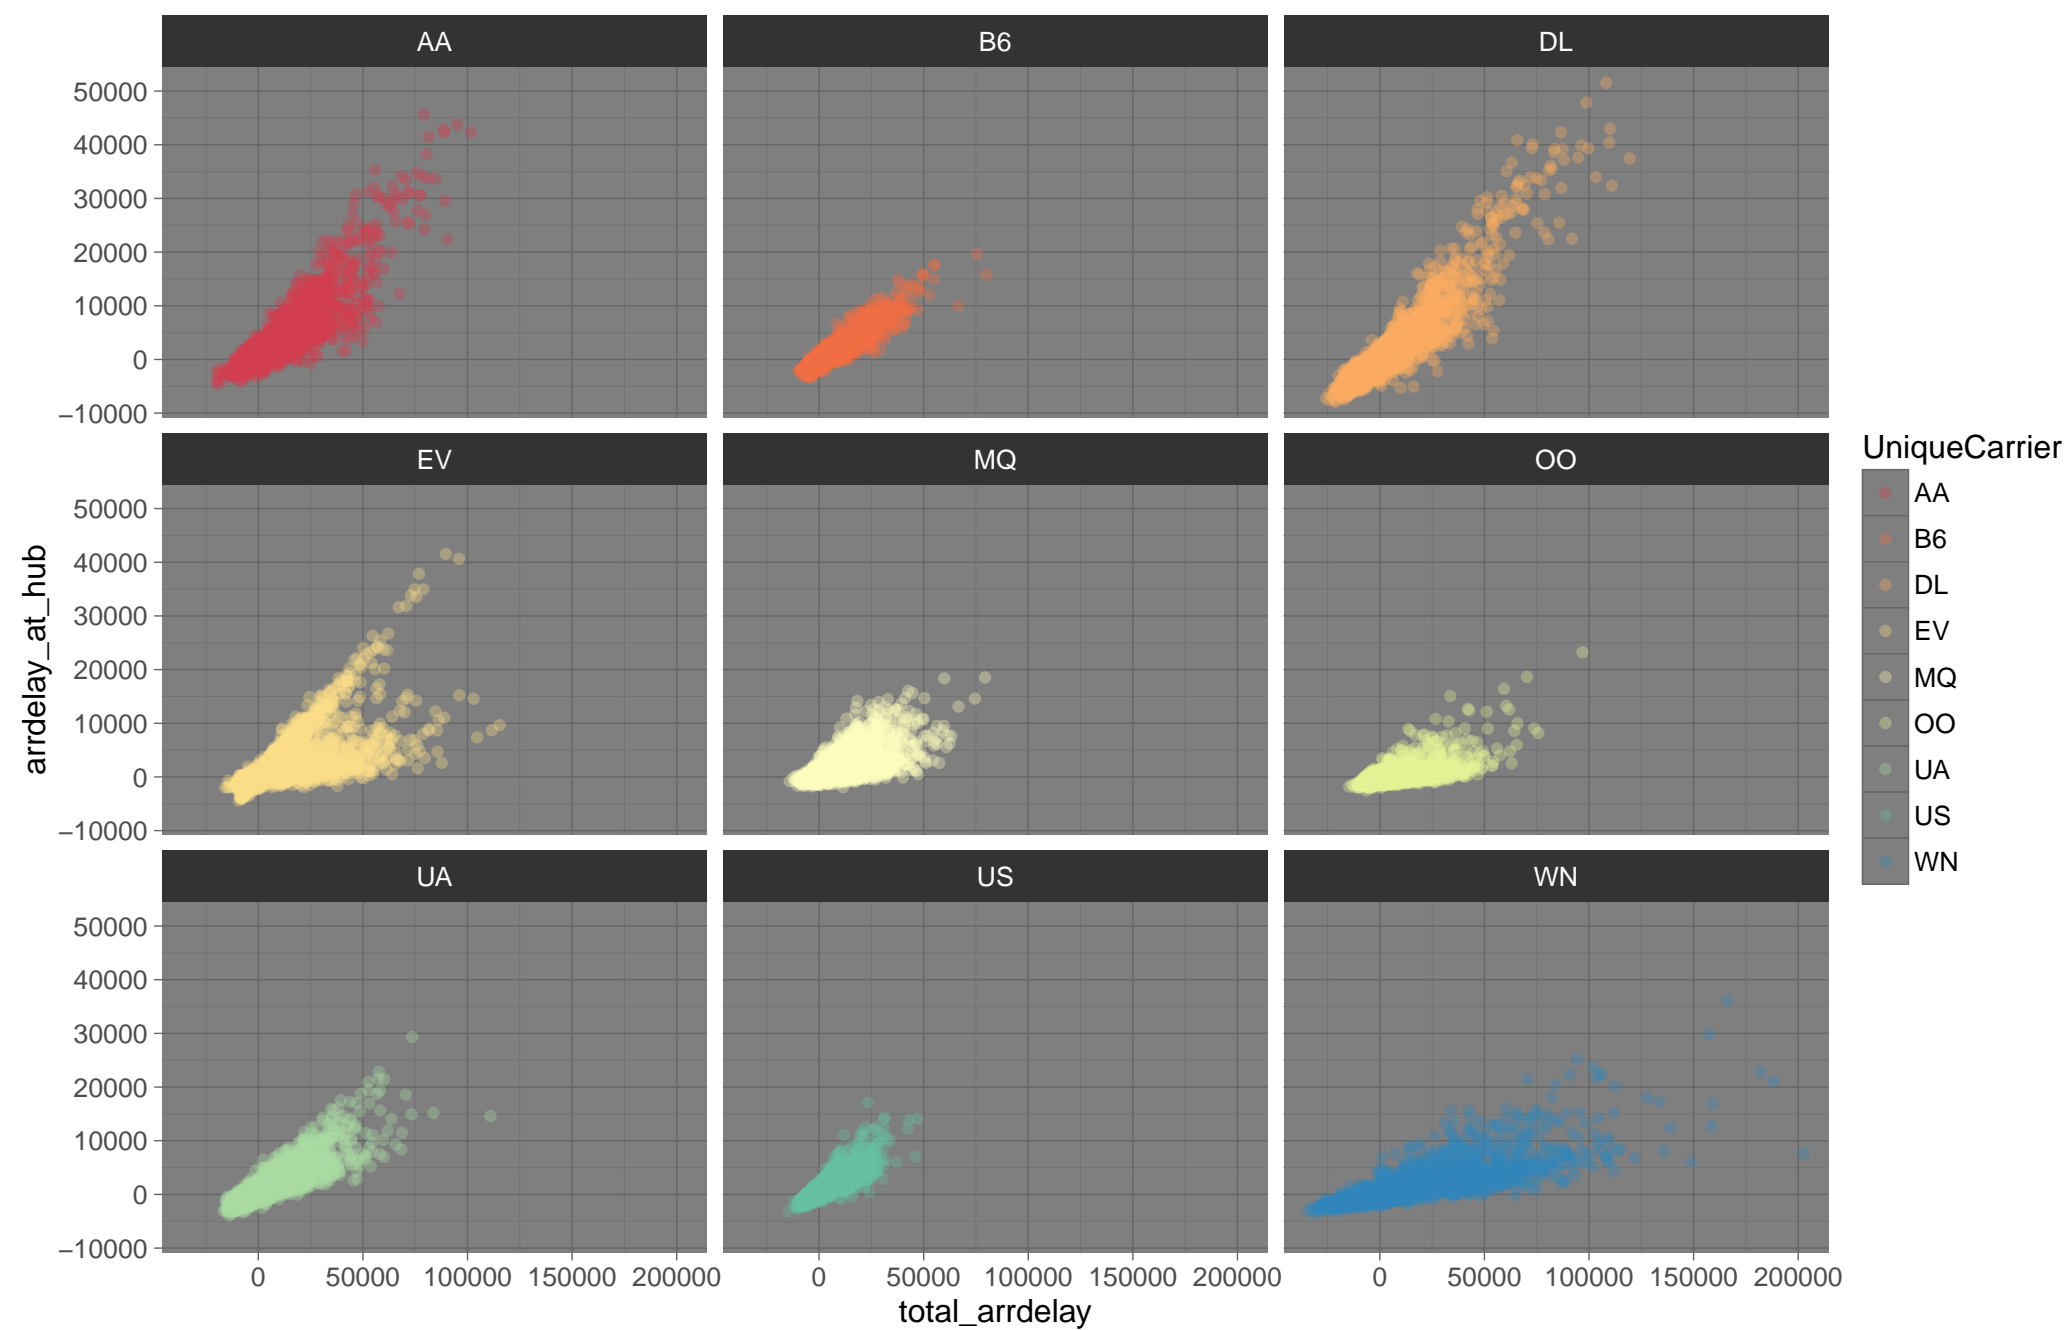 AA B6 DL
50000
40000
30000
20000
10000
0
−10000
EV MQ OO
50000
40000
30000
20000
10000
0
−10000
UA US WN
50000
40000
30000
20000
10000
0
−10000
0 50000 100000 150000 200000 0 50000 100000 150000 200000 0 50000 100000 150000 200000
total_arrdelay
arrdelay_at_hub
UniqueCarrier
AA
B6
DL
EV
MQ
OO
UA
US
WN